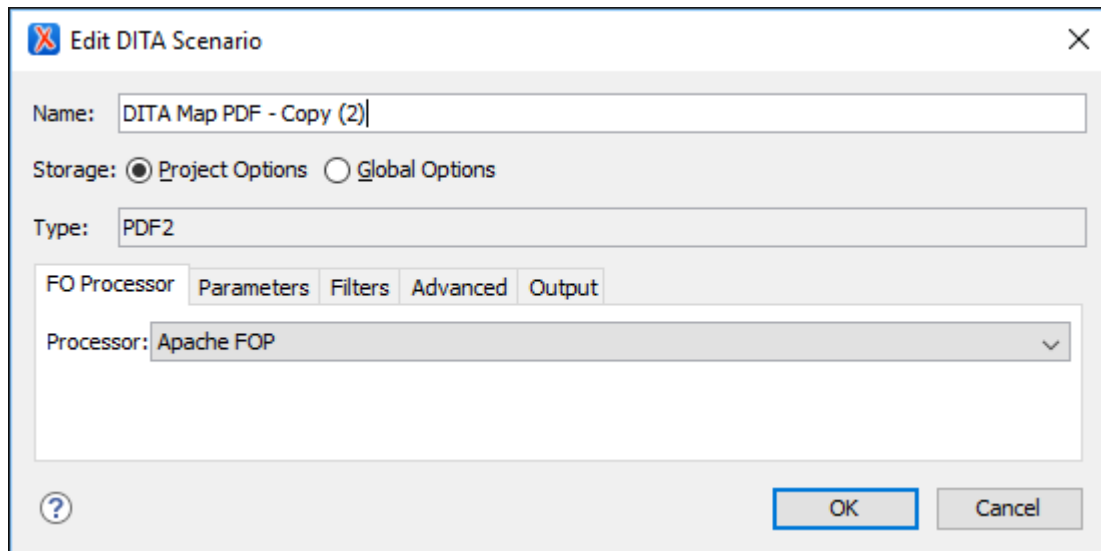 Edit DITA Scenario
Name: DITA Map PDF - Copy (2)
Storage: Project Options Global Options
Type: PDF2
FO Processor Parameters Filters Advanced Output
Processor: Apache FOP
? OK Cancel